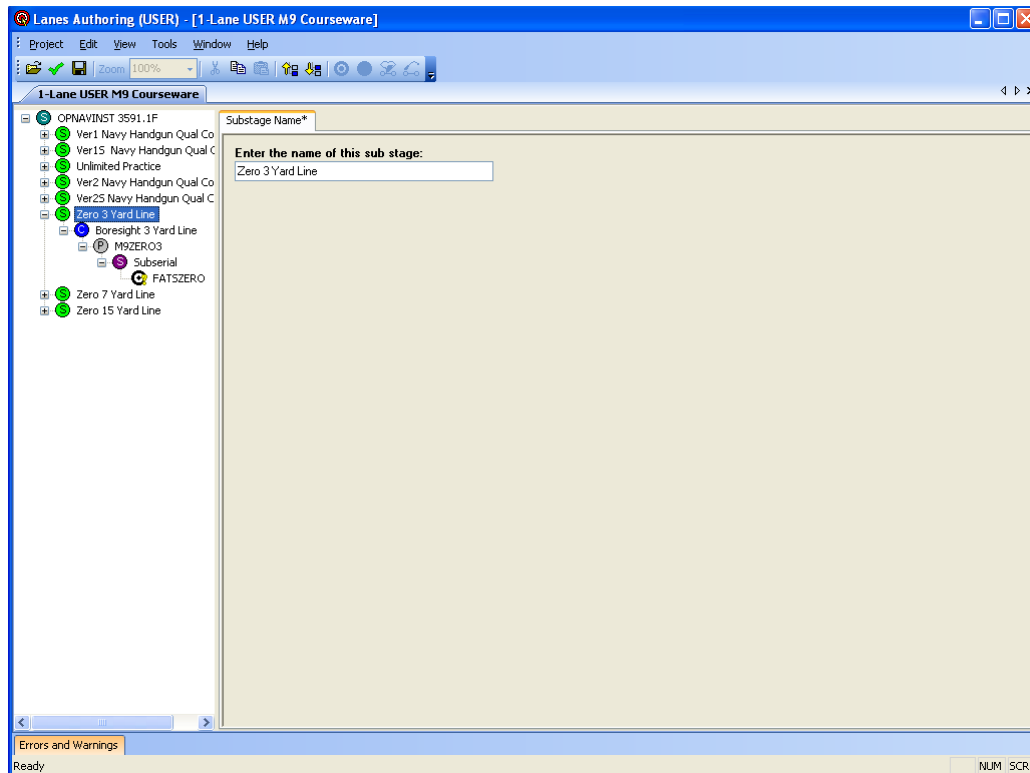 Lanes Authoring (USER) - [1-Lane USER M9 Courseware]
Project Edit View Tools Window Help
Zoom 100%
1-Lane USER M9 Courseware
S OPNAVINST 3591.1F
S Ver1 Navy Handgun Qual Co
S Ver1S Navy Handgun Qual C
S Unlimited Practice
S Ver2 Navy Handgun Qual Co
S Ver2S Navy Handgun Qual C
S Zero 3 Yard Line
C Boresight 3 Yard Line
P M9ZERO3
S Subserial
FATSZERO
S Zero 7 Yard Line
S Zero 15 Yard Line
Substage Name*
Enter the name of this sub stage:
Zero 3 Yard Line
Errors and Warnings
Ready
NUM SCR